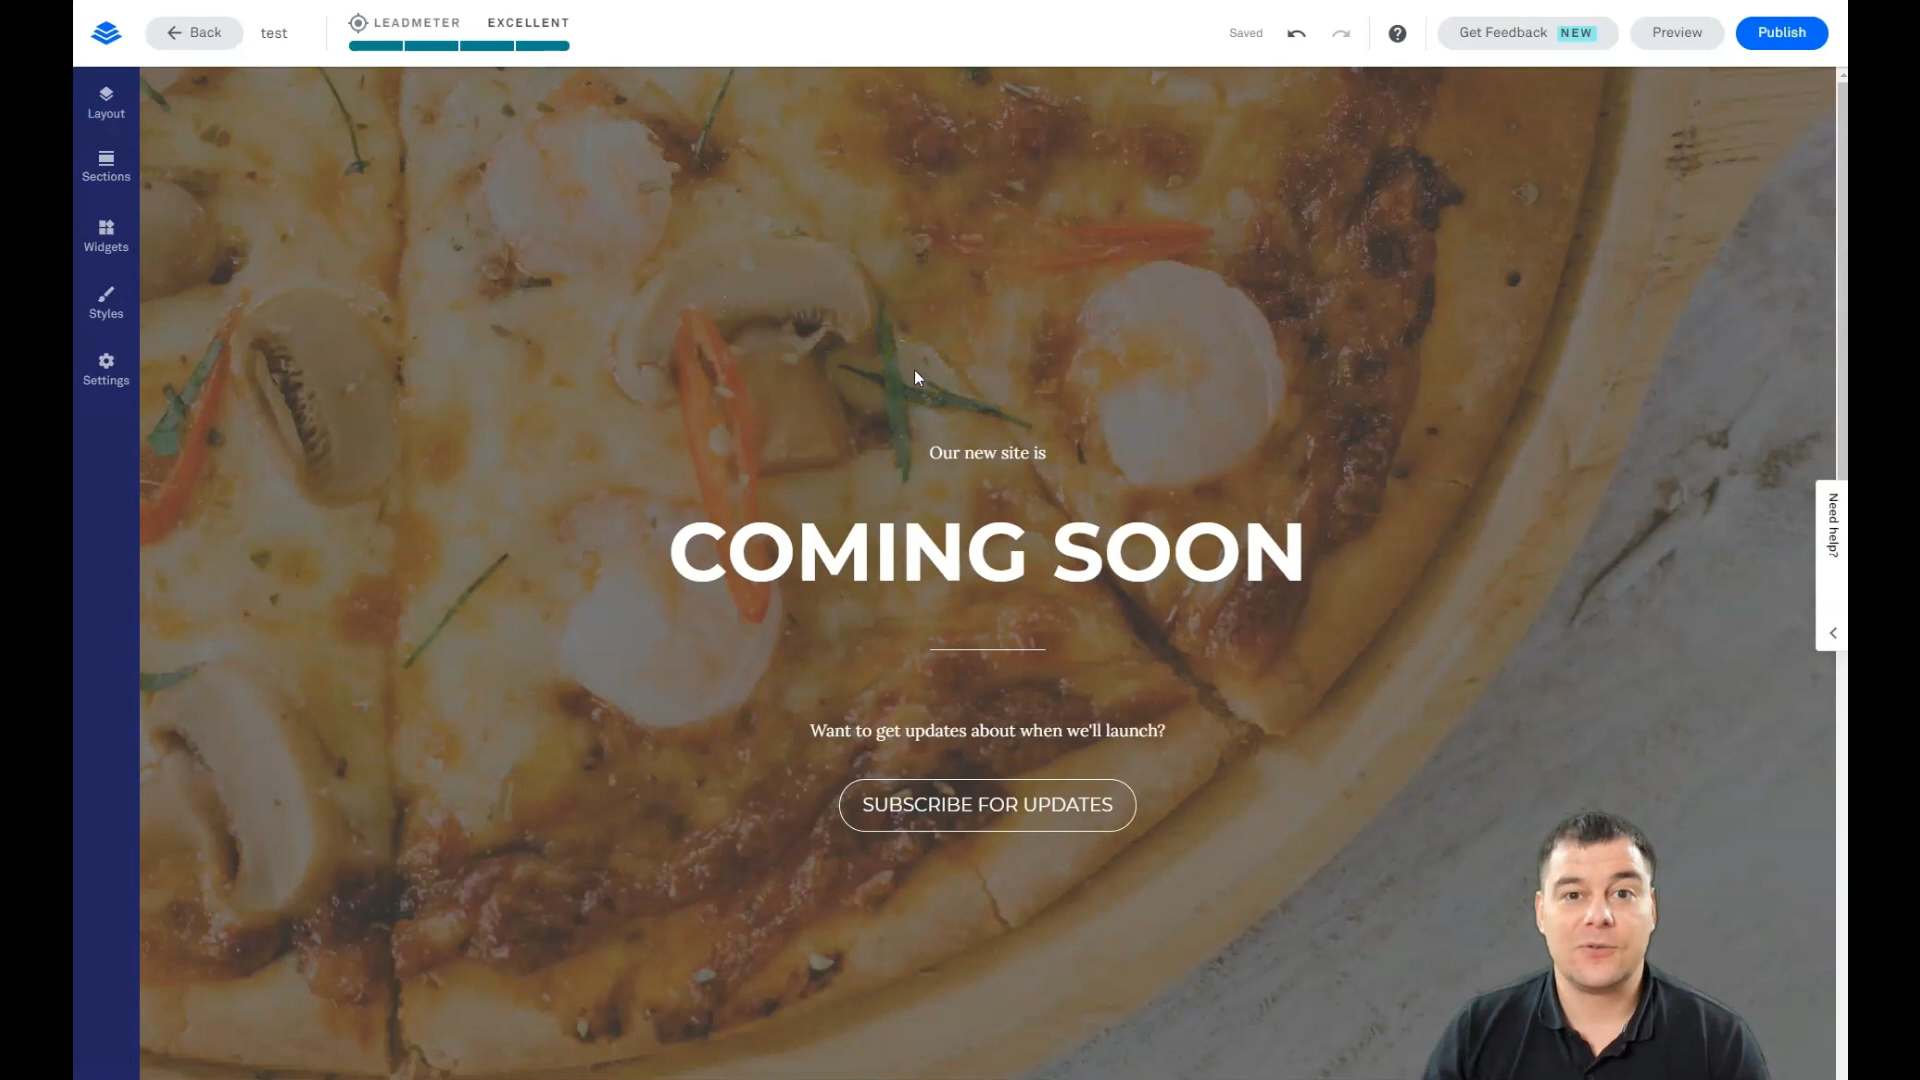 Back
test
LEADMETER EXCELLENT
Saved
Get Feedback NEW
Preview
Publish
Layout
Sections
Widgets
Styles
Settings
Our new site is
COMING SOON
Want to get updates about when we'll launch?
SUBSCRIBE FOR UPDATES
Need help?